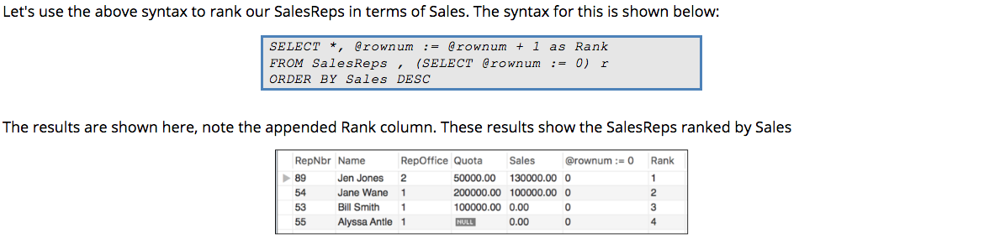 Let's use the above syntax to rank our SalesReps in terms of Sales. The syntax for this is shown below:
SELECT *, @rownum := @rownum + 1 as Rank
FROM SalesReps , (SELECT @rownum := 0) r
ORDER BY Sales DESC
The results are shown here, note the appended Rank column. These results show the SalesReps ranked by Sales
RepNbr Name RepOffice Quota Sales @rownum := 0 Rank
89 Jen Jones 2 50000.00 130000.00 0 1
54 Jane Wane 1 200000.00 100000.00 0 2
53 Bill Smith 1 100000.00 0.00 0 3
55 Alyssa Antle 1 NULL 0.00 0 4